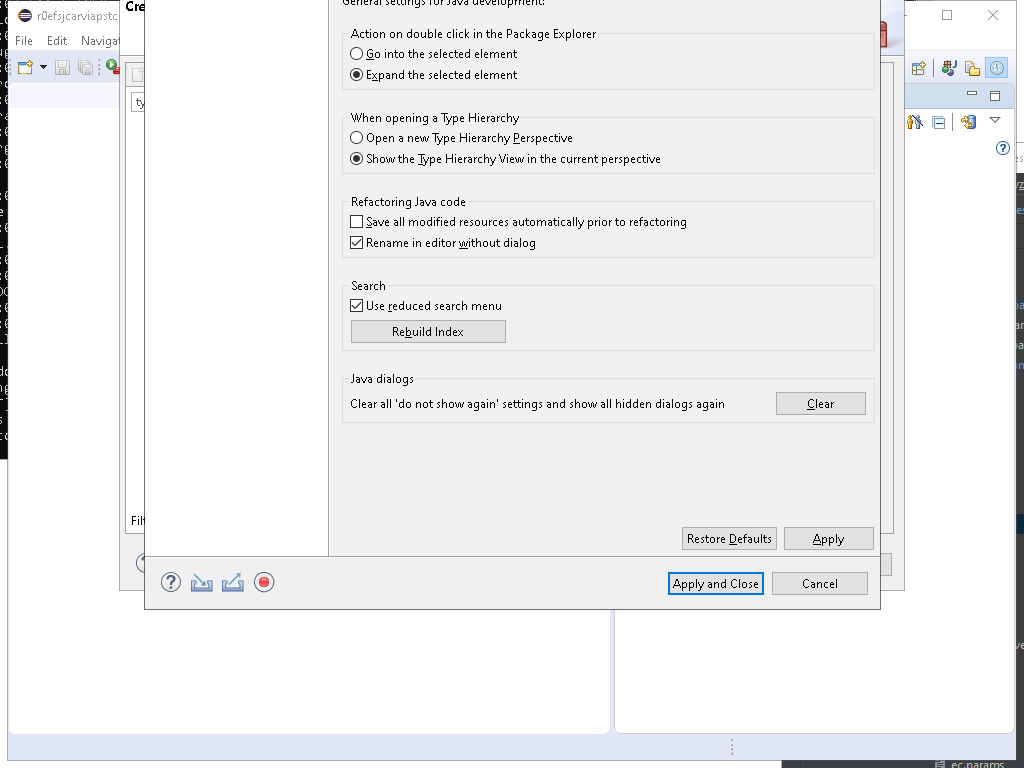 r0efsjcarviapstc
Cre
File Edit Navigat
General settings for Java development:
Action on double click in the Package Explorer
Go into the selected element
Expand the selected element
ty
When opening a Type Hierarchy
Open a new Type Hierarchy Perspective
Show the Type Hierarchy View in the current perspective
Refactoring Java code
Save all modified resources automatically prior to refactoring
Rename in editor without dialog
Search
Use reduced search menu
Rebuild Index
Java dialogs
Clear all 'do not show again' settings and show all hidden dialogs again
Clear
Filt
Restore Defaults
Apply
Apply and Close
Cancel
ec.params